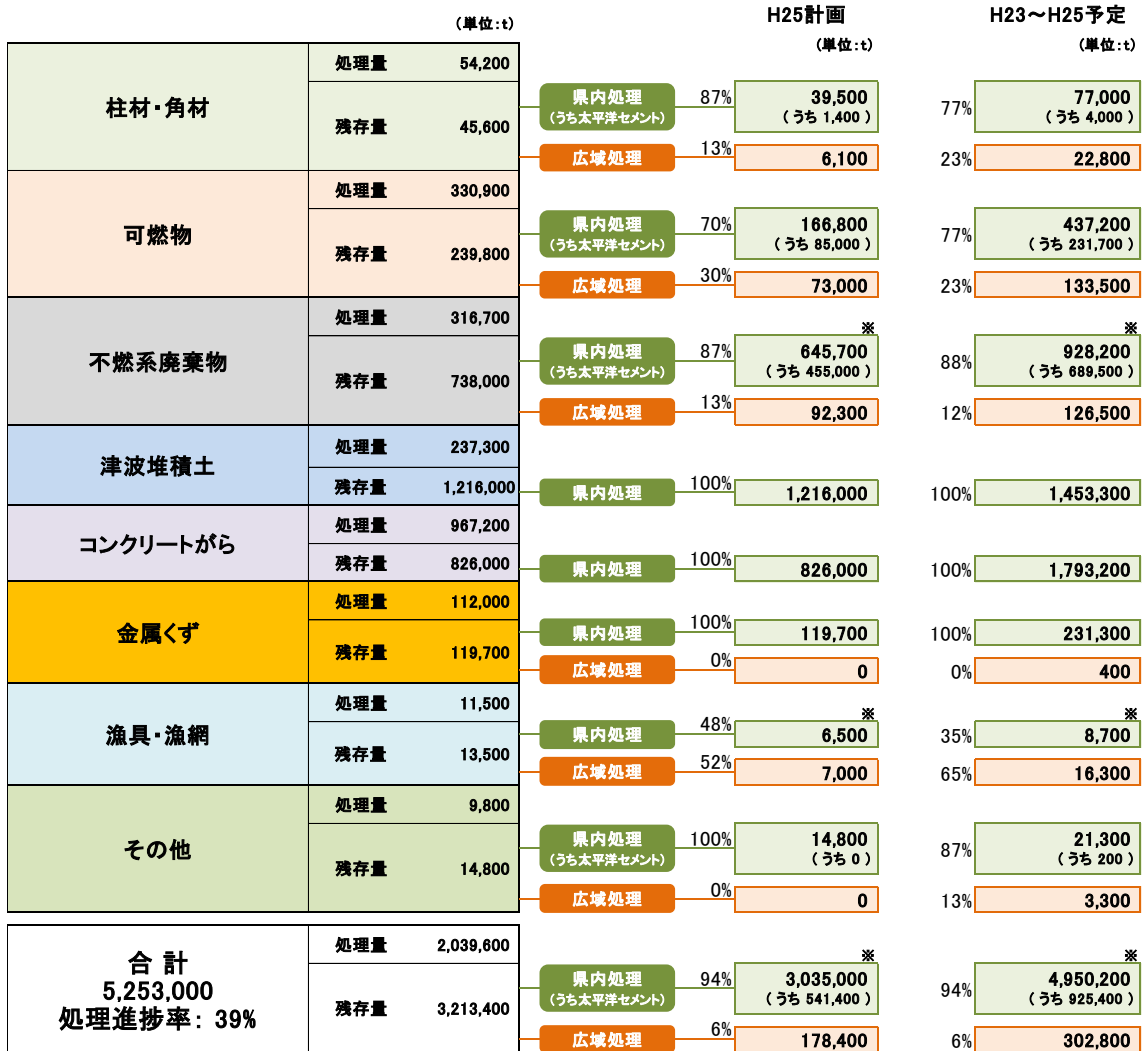 H25計画
H23～H25予定
(単位:t)
(単位:t)
(単位:t)
柱材・角材
処理量 54,200
残存量 45,600
県内処理
(うち太平洋セメント)
87%
39,500
(うち 1,400 )
77%
77,000
(うち 4,000 )
広域処理 13% 6,100 23% 22,800
可燃物
処理量 330,900
残存量 239,800
県内処理
(うち太平洋セメント)
70%
166,800
(うち 85,000 )
77%
437,200
(うち 231,700 )
広域処理 30% 73,000 23% 133,500
不燃系廃棄物
処理量 316,700
残存量 738,000
※ ※
県内処理
(うち太平洋セメント)
87%
645,700
(うち 455,000 )
88%
928,200
(うち 689,500 )
広域処理 13% 92,300 12% 126,500
津波堆積土
処理量 237,300
残存量 1,216,000
県内処理 100% 1,216,000 100% 1,453,300
コンクリートがら
処理量 967,200
残存量 826,000
県内処理 100% 826,000 100% 1,793,200
金属くず
処理量 112,000
残存量 119,700
県内処理 100% 119,700 100% 231,300
広域処理 0% 0 0% 400
漁具・漁網
処理量 11,500
残存量 13,500
※ ※
県内処理 48% 6,500 35% 8,700
広域処理 52% 7,000 65% 16,300
その他
処理量 9,800
残存量 14,800
県内処理
(うち太平洋セメント)
100%
14,800
(うち 0 )
87%
21,300
(うち 200 )
広域処理 0% 0 13% 3,300
合 計
5,253,000
処理進捗率： 39%
処理量 2,039,600
残存量 3,213,400
※ ※
県内処理
(うち太平洋セメント)
94%
3,035,000
(うち 541,400 )
94%
4,950,200
(うち 925,400 )
広域処理 6% 178,400 6% 302,800